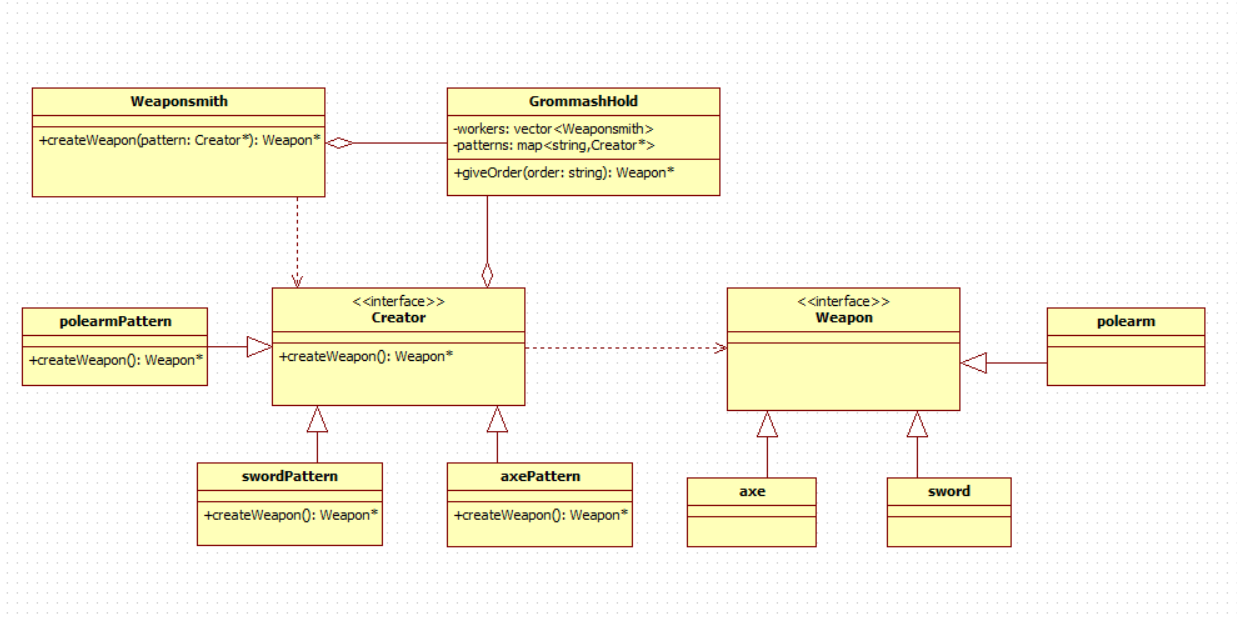 Weaponsmith
+createWeapon(pattern: Creator*): Weapon*
GrommashHold
-workers: vector<Weaponsmith>
-patterns: map<string,Creator*>
+giveOrder(order: string): Weapon*
polearmPattern
+createWeapon(): Weapon*
<<interface>>
Creator
+createWeapon(): Weapon*
<<interface>>
Weapon
polearm
swordPattern
+createWeapon(): Weapon*
axePattern
+createWeapon(): Weapon*
axe
sword